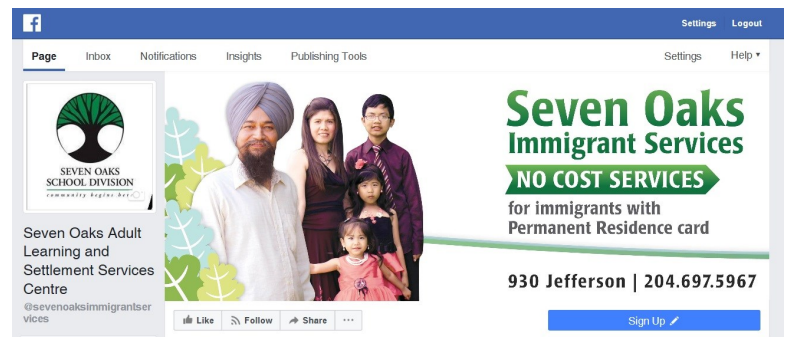 f
Settings Logout
Page Inbox Notifications Insights Publishing Tools Settings Help
SEVEN OAKS
SCHOOL DIVISION
community begins here
Seven Oaks Adult
Learning and
Settlement Services
Centre
@sevenoaksimmigrantser
vices
Seven Oaks
Immigrant Services
NO COST SERVICES
for immigrants with
Permanent Residence card
930 Jefferson | 204.697.5967
Like Follow Share ···
Sign Up